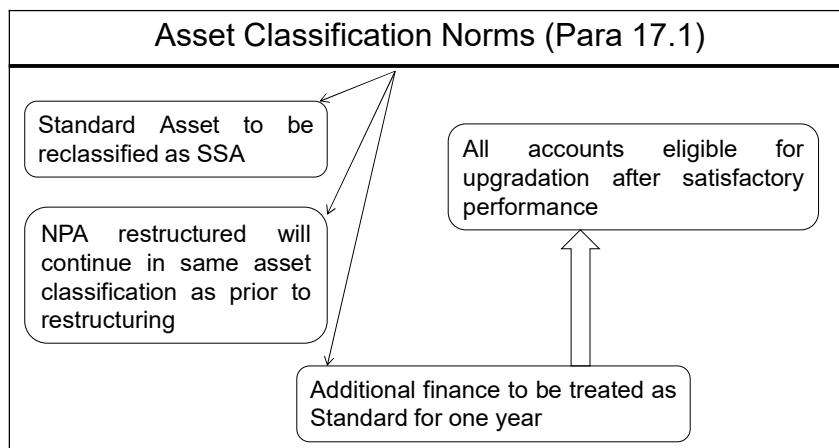 Asset Classification Norms (Para 17.1)
Standard Asset to be
reclassified as SSA
All accounts eligible for
upgradation after satisfactory
performance
NPA restructured will
continue in same asset
classification as prior to
restructuring
Additional finance to be treated as
Standard for one year